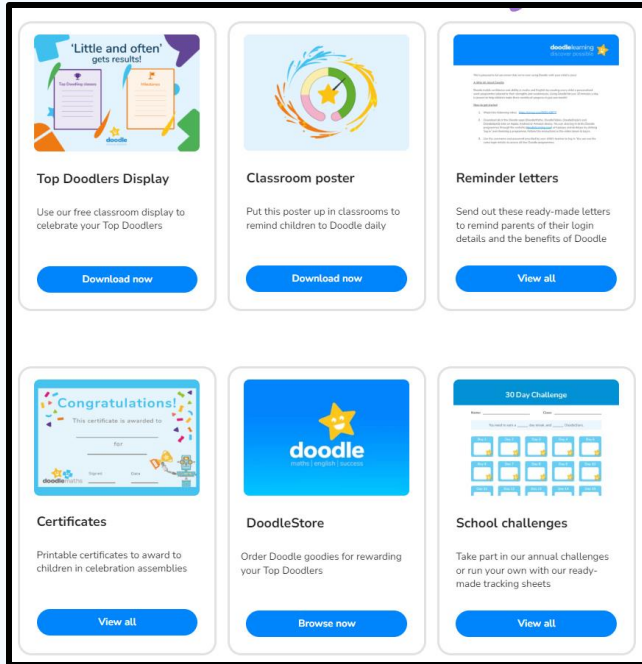 'Little and often'
gets results!
doodle
Top Doodlers Display
Use our free classroom display to
celebrate your Top Doodlers
Download now
Classroom poster
Put this poster up in classrooms to
remind children to Doodle daily
Download now
doodlelearning
Reminder letters
Send out these ready-made letters
to remind parents of their login
details and the benefits of Doodle
View all
Congratulations!
This certificate is awarded to
for
Signed Date
doodlemaths
Certificates
Printable certificates to award to
children in celebration assemblies
View all
doodle
maths | english | success
DoodleStore
Order Doodle goodies for rewarding
your Top Doodlers
Browse now
30 Day Challenge
Name: Class:
School challenges
Take part in our annual challenges
or run your own with our ready-
made tracking sheets
View all